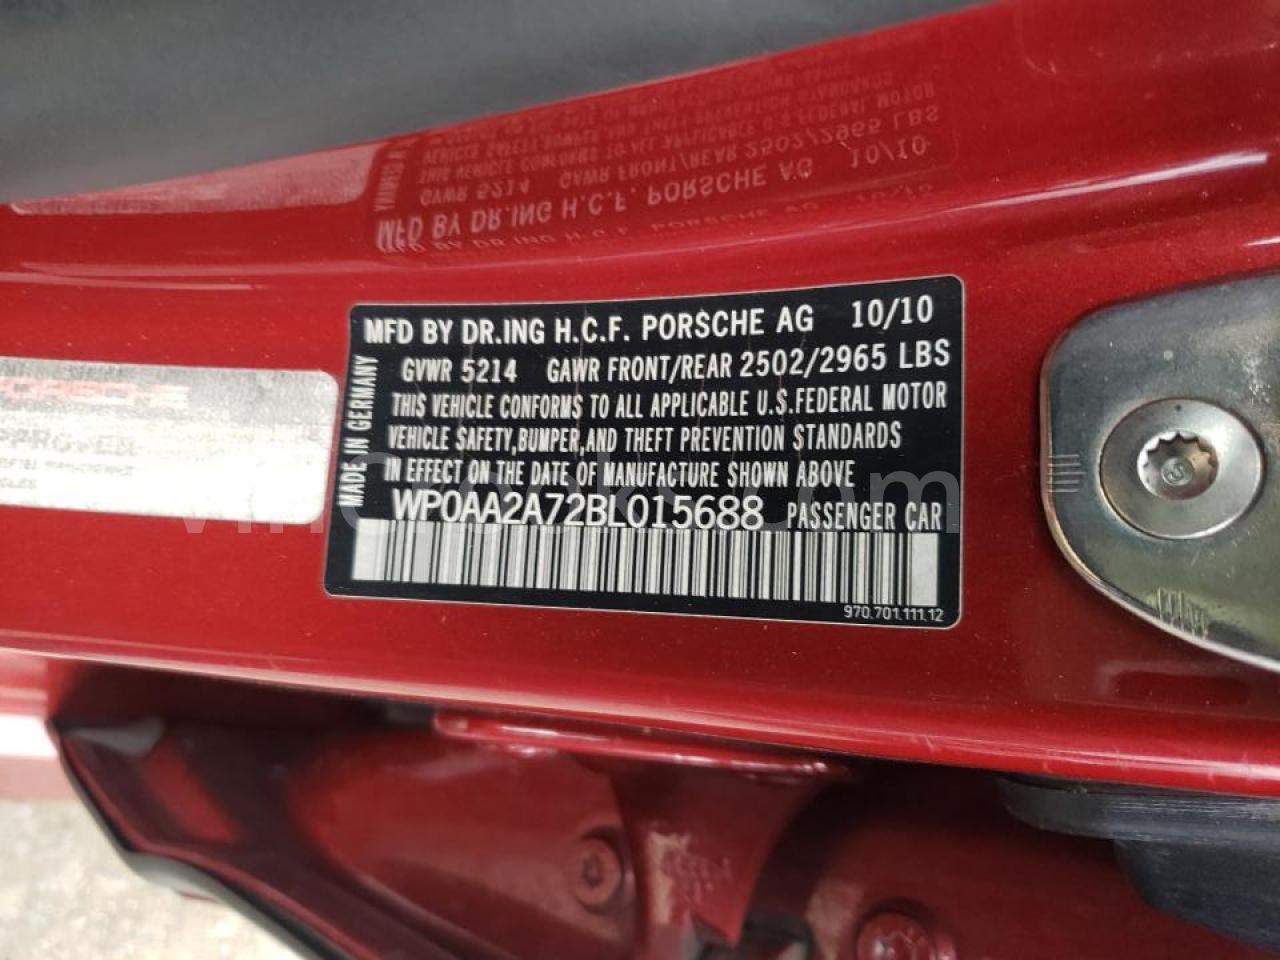 MFD BY DR.ING H.C.F. PORSCHE AG 10/10
GVWR 5214 GAWR FRONT/REAR 2502/2965 LBS
THIS VEHICLE CONFORMS TO ALL APPLICABLE U.S.FEDERAL MOTOR
VEHICLE SAFETY,BUMPER,AND THEFT PREVENTION STANDARDS
IN EFFECT ON THE DATE OF MANUFACTURE SHOWN ABOVE
WP0AA2A72BL015688 PASSENGER CAR
970.701.111.12
MADE IN GERMANY
PORSCHE